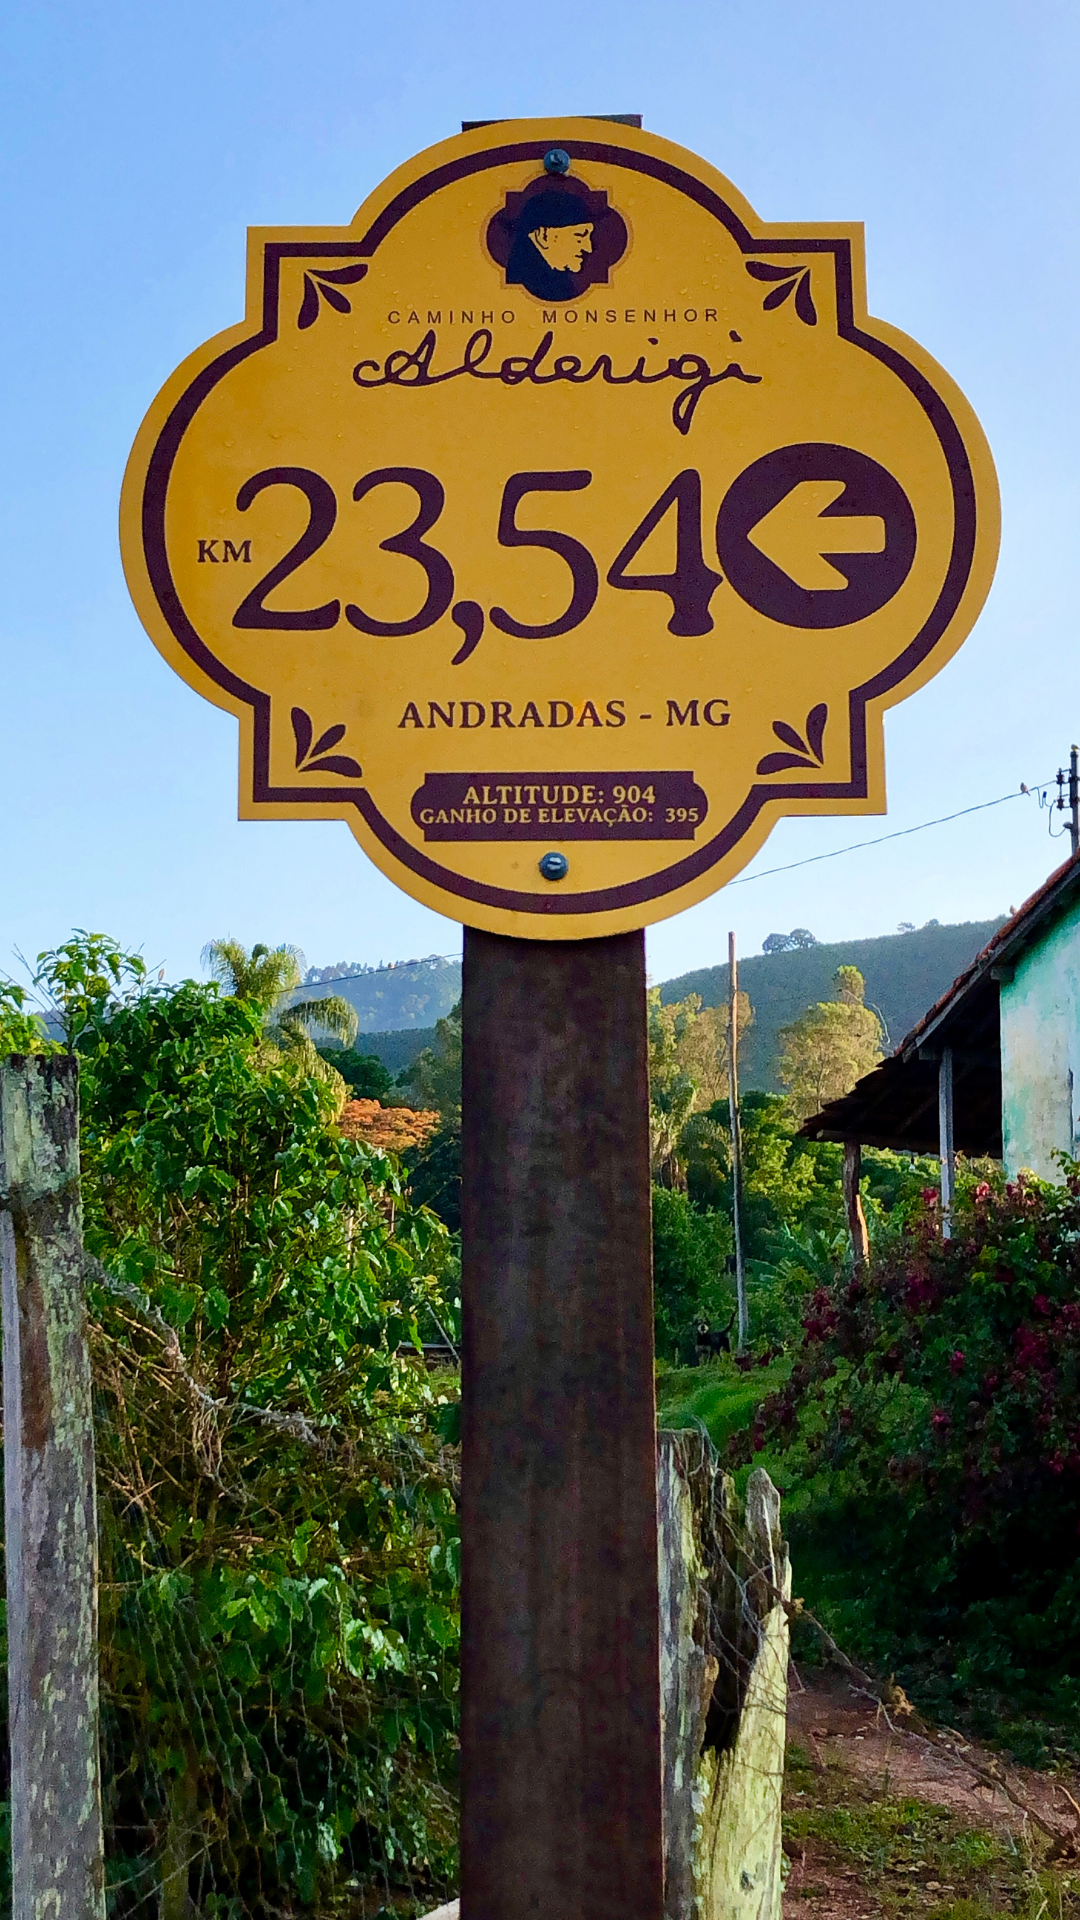 CAMINHO MONSENHOR
Alderigi
KM 23,54
ANDRADAS - MG
ALTITUDE: 904
GANHO DE ELEVAÇÃO: 395